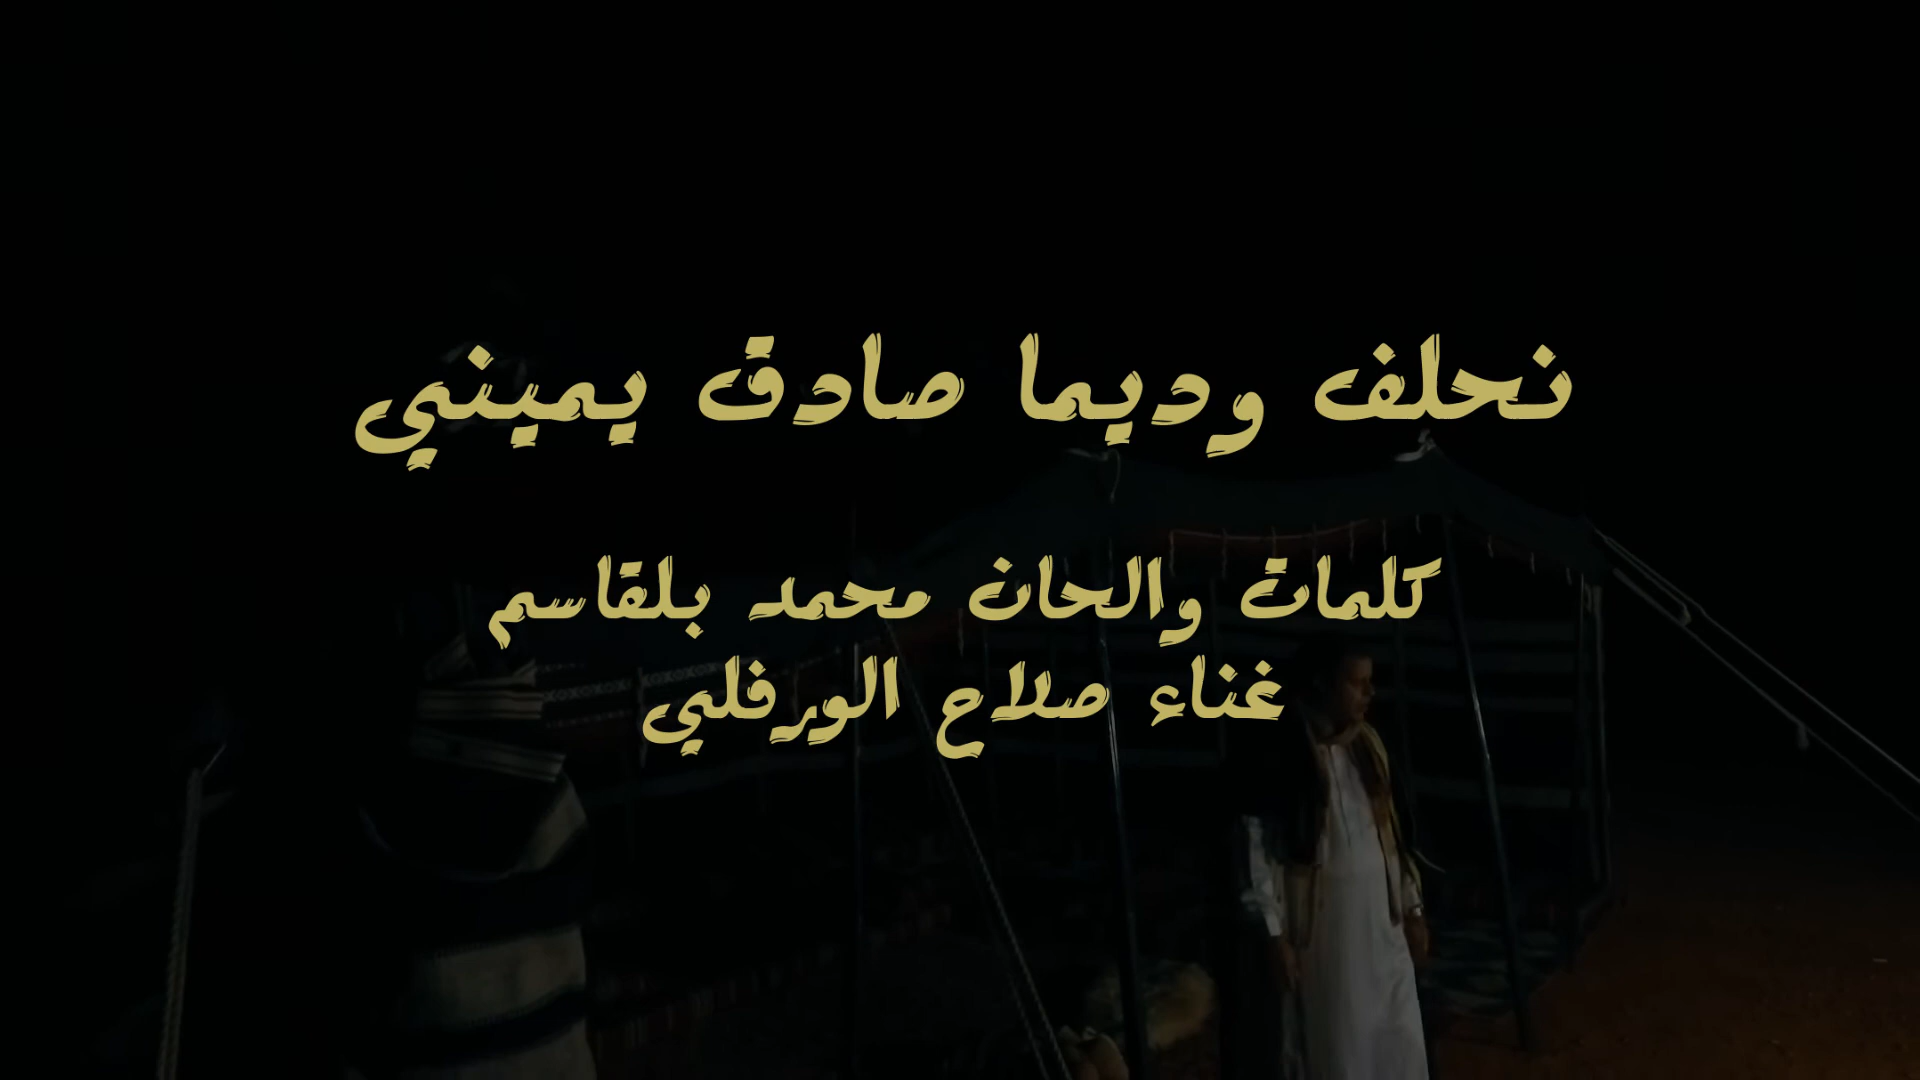 نحلف وديما صادق يميني
كلمات والحان محمد بلقاسم
غناء صلاح الورفلي